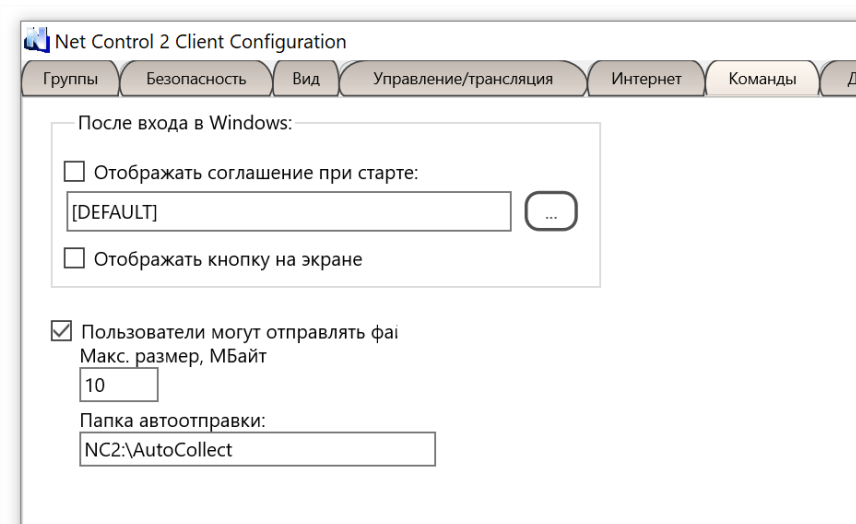 Net Control 2 Client Configuration
Группы Безопасность Вид Управление/трансляция Интернет Команды
После входа в Windows:
Отображать соглашение при старте:
[DEFAULT] ...
Отображать кнопку на экране
Пользователи могут отправлять
Макс. размер, МБайт
10
Папка автоотправки:
NC2:\AutoCollect